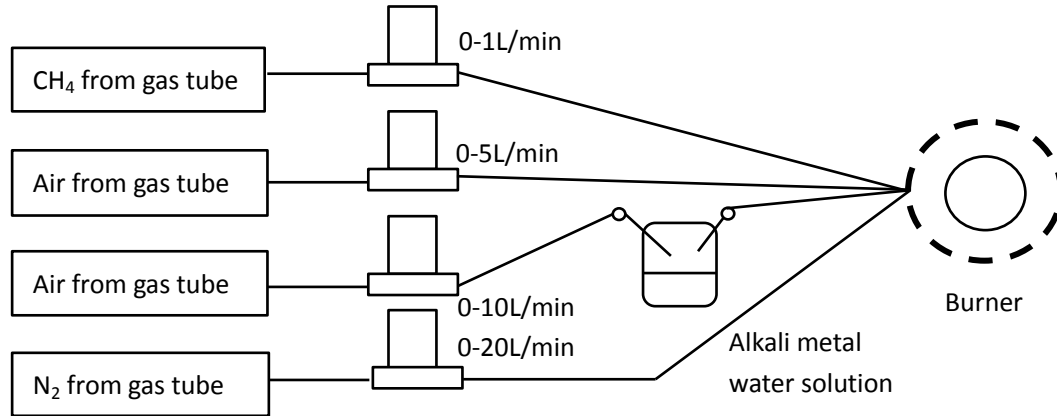 0-1L/min
CH₄ from gas tube
0-5L/min
Air from gas tube
Air from gas tube
0-10L/min
Burner
0-20L/min
Alkali metal
water solution
N₂ from gas tube